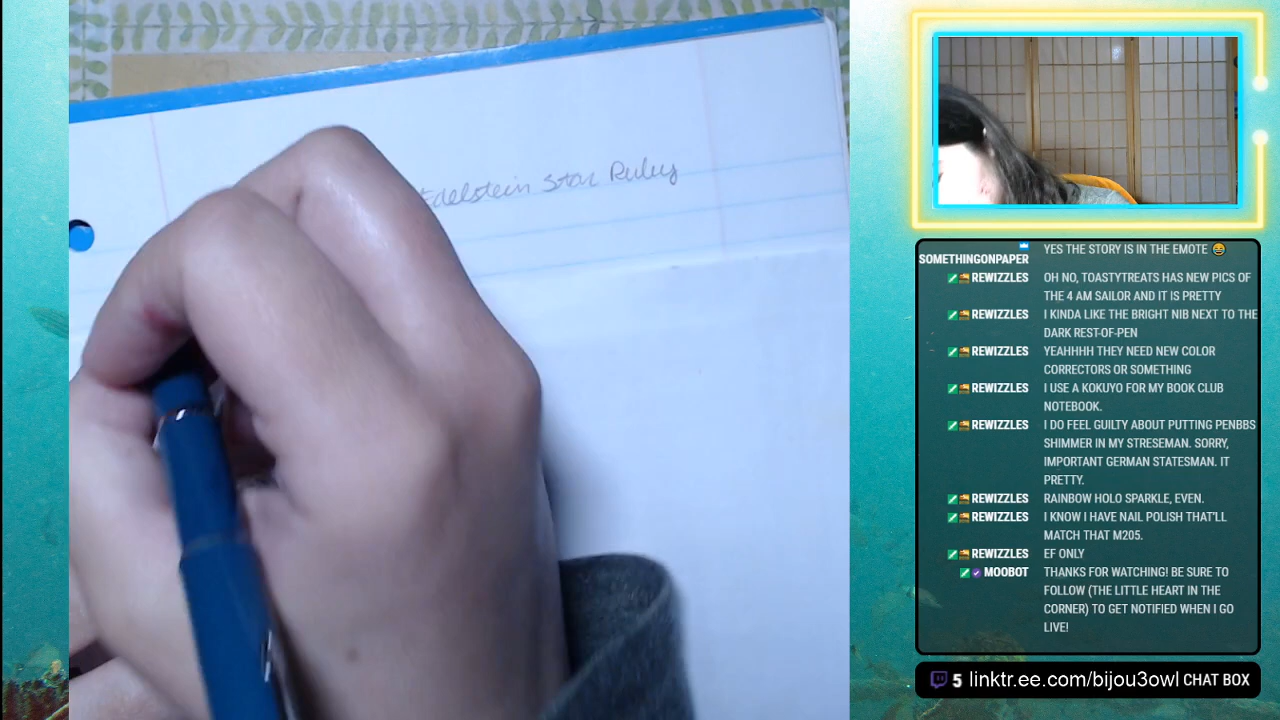 Edelstein Star Ruby
SOMETHINGONPAPER YES THE STORY IS IN THE EMOTE 😂
REWIZZLES OH NO, TOASTYTREATS HAS NEW PICS OF
THE 4 AM SAILOR AND IT IS PRETTY
REWIZZLES I KINDA LIKE THE BRIGHT NIB NEXT TO THE
DARK REST-OF-PEN
REWIZZLES YEAHHHH THEY NEED NEW COLOR
CORRECTORS OR SOMETHING
REWIZZLES I USE A KOKUYO FOR MY BOOK CLUB
NOTEBOOK.
REWIZZLES I DO FEEL GUILTY ABOUT PUTTING PENBBS
SHIMMER IN MY STRESEMAN. SORRY,
IMPORTANT GERMAN STATESMAN. IT
PRETTY.
REWIZZLES RAINBOW HOLO SPARKLE, EVEN.
REWIZZLES I KNOW I HAVE NAIL POLISH THAT'LL
MATCH THAT M205.
REWIZZLES EF ONLY
MOOBOT THANKS FOR WATCHING! BE SURE TO
FOLLOW (THE LITTLE HEART IN THE
CORNER) TO GET NOTIFIED WHEN I GO
LIVE!
5 linktr.ee.com/bijou3owl CHAT BOX